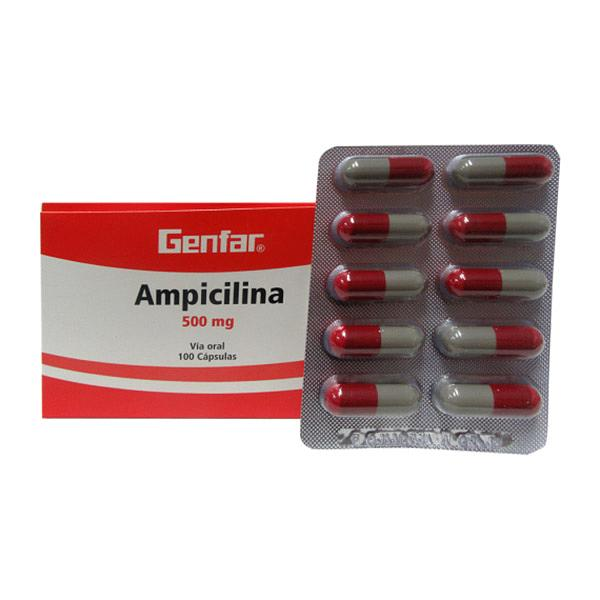 Genfar®
Ampicilina
500 mg
Vía oral
100 Cápsulas